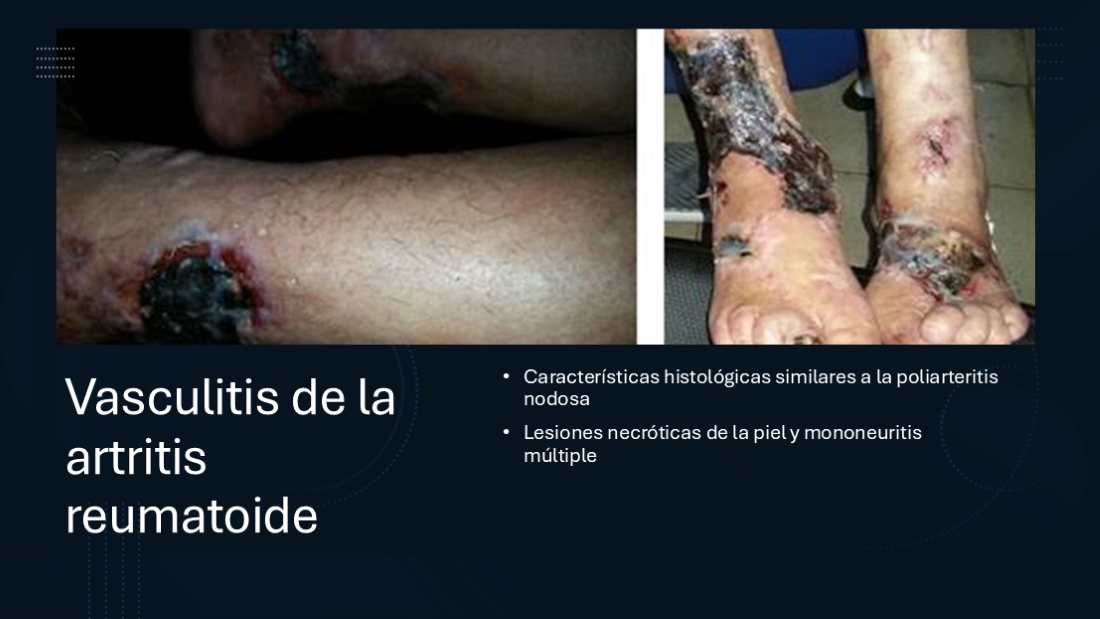 Vasculitis de la
artritis
reumatoide
• Características histológicas similares a la poliarteritis
nodosa
• Lesiones necróticas de la piel y mononeuritis
múltiple